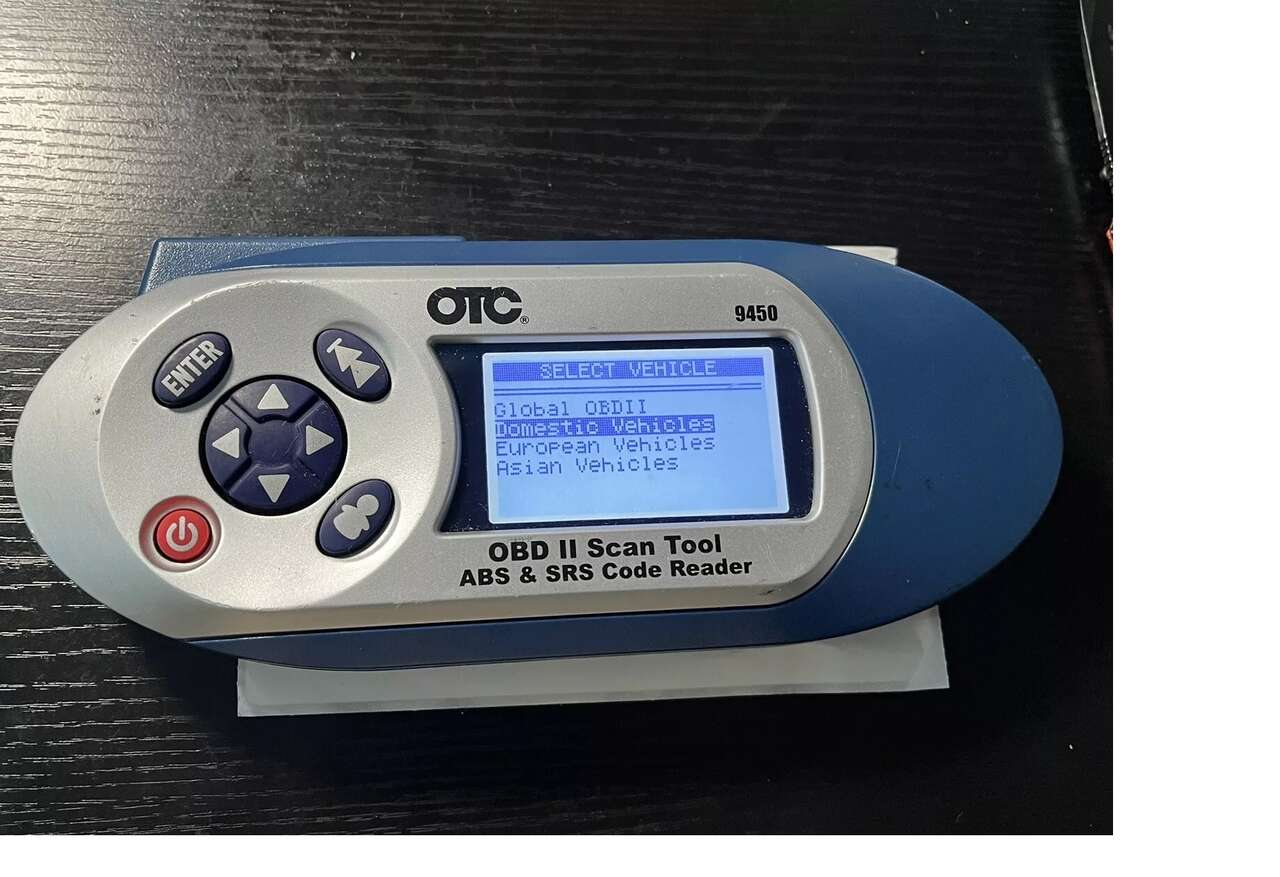 OTC®
9450
ENTER
SELECT VEHICLE
Global OBDII
Domestic Vehicles
European Vehicles
Asian Vehicles
OBD II Scan Tool
ABS & SRS Code Reader